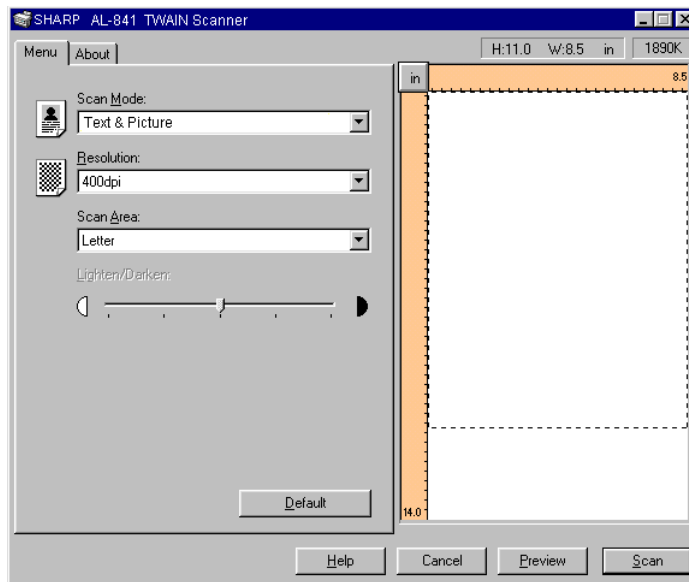 SHARP AL-841 TWAIN Scanner
Menu About
H:11.0 W:8.5 in 1890K
in 8.5
Scan Mode:
Text & Picture
Resolution:
400dpi
Scan Area:
Letter
Lighten/Darken:
Default
14.0
Help Cancel Preview Scan